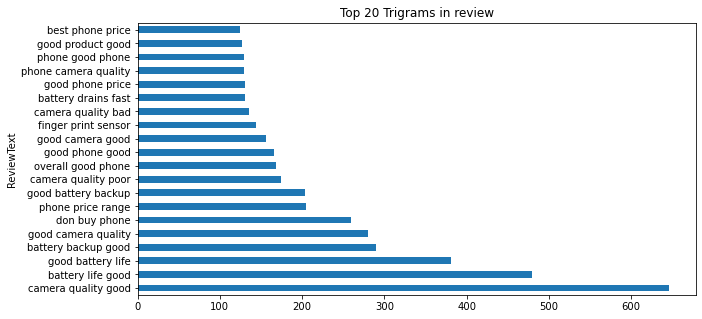 Top 20 Trigrams in review
best phone price
good product good
phone good phone
phone camera quality
good phone price
battery drains fast
camera quality bad
finger print sensor
good camera good
good phone good
overall good phone
camera quality poor
good battery backup
phone price range
don buy phone
good camera quality
battery backup good
good battery life
battery life good
camera quality good
ReviewText
0 100 200 300 400 500 600